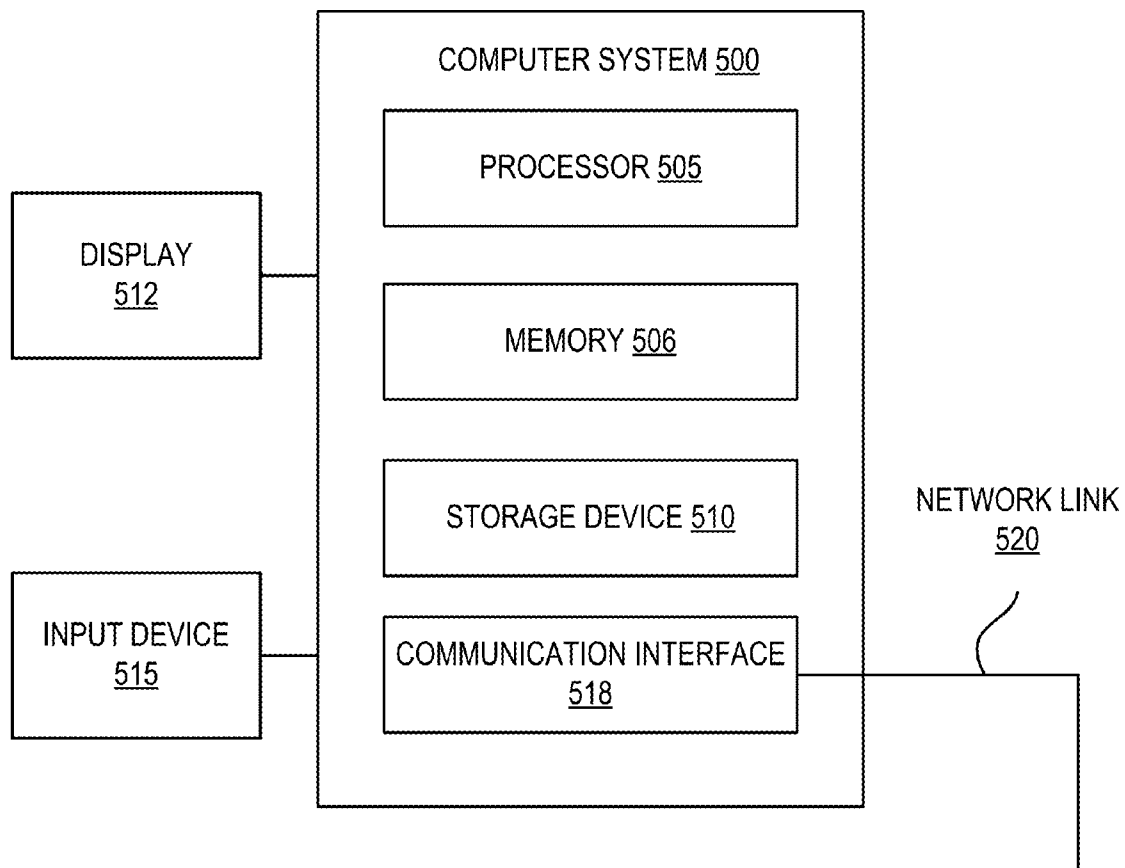 COMPUTER SYSTEM 500
PROCESSOR 505
DISPLAY
512
MEMORY 506
STORAGE DEVICE 510
NETWORK LINK
520
INPUT DEVICE
515
COMMUNICATION INTERFACE
518